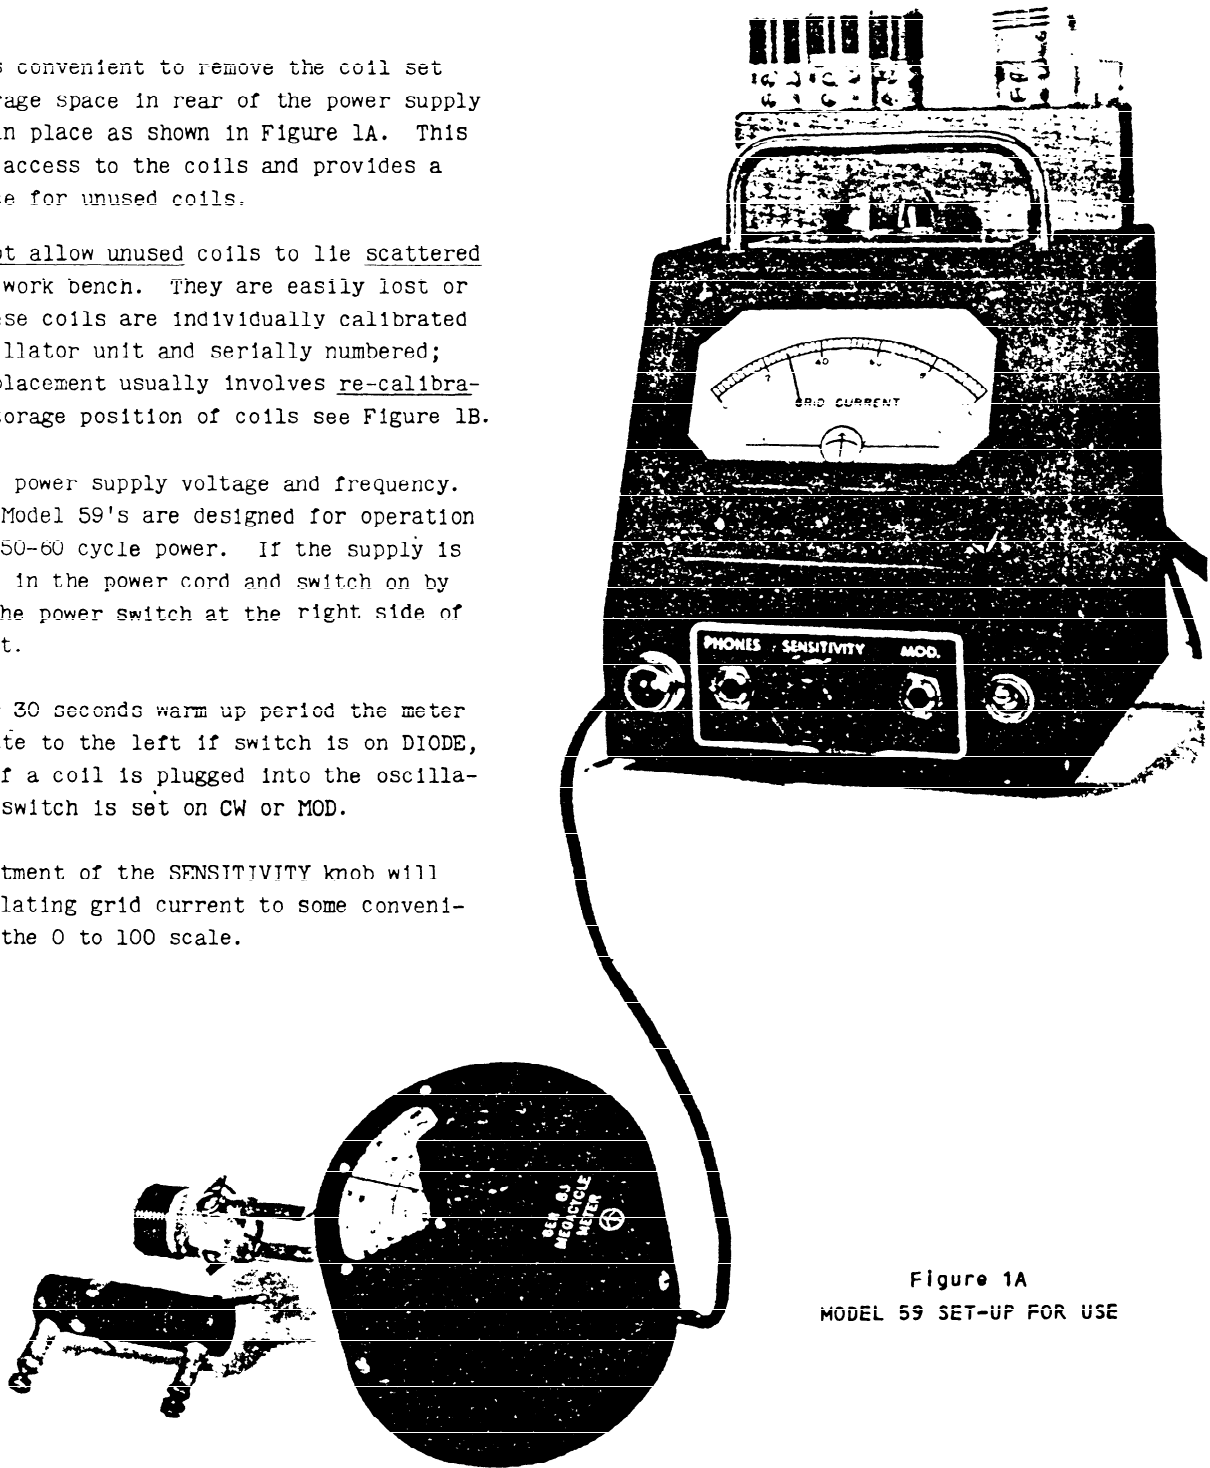 convenient to remove the coil set
rage space in rear of the power supply
in place as shown in Figure 1A. This
access to the coils and provides a
e for unused coils.
ot allow unused coils to lie scattered
work bench. They are easily lost or
ese coils are individually calibrated
illator unit and serially numbered;
placement usually involves re-calibra-
torage position of coils see Figure 1B.
power supply voltage and frequency.
Model 59's are designed for operation
50-60 cycle power. If the supply is
in the power cord and switch on by
he power switch at the right side of
t.
30 seconds warm up period the meter
te to the left if switch is on DIODE,
f a coil is plugged into the oscilla-
switch is set on CW or MOD.
tment of the SENSITIVITY knob will
lating grid current to some conveni-
the 0 to 100 scale.
40
GRID CURRENT
PHONES SENSITIVITY MOD.
MEGACYCLE
METER
Figure 1A
MODEL 59 SET-UP FOR USE